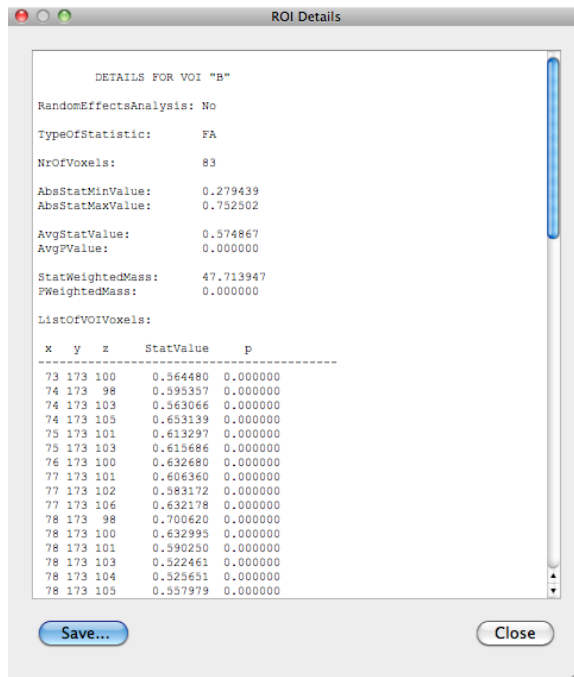 ROI Details
DETAILS FOR VOI "B"
RandomEffectsAnalysis: No
TypeOfStatistic: FA
NrOfVoxels: 83
AbsStatMinValue: 0.279439
AbsStatMaxValue: 0.752502
AvgStatValue: 0.574867
AvgPValue: 0.000000
StatWeightedMass: 47.713947
PWeightedMass: 0.000000
ListOfVOIVoxels:
x y z StatValue p
-----------------------------------------
73 173 100 0.564480 0.000000
74 173 98 0.595357 0.000000
74 173 103 0.563066 0.000000
74 173 105 0.653139 0.000000
75 173 101 0.613297 0.000000
75 173 103 0.615686 0.000000
76 173 100 0.632680 0.000000
77 173 101 0.606360 0.000000
77 173 102 0.583172 0.000000
77 173 106 0.632178 0.000000
78 173 98 0.700620 0.000000
78 173 100 0.632995 0.000000
78 173 101 0.590250 0.000000
78 173 103 0.522461 0.000000
78 173 104 0.525651 0.000000
78 173 105 0.557979 0.000000
Save... Close